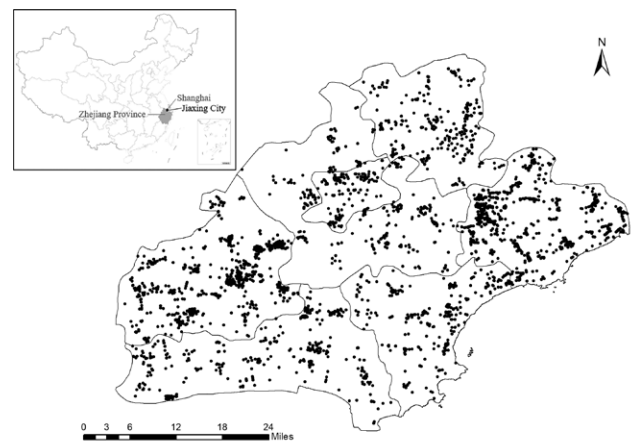 Shanghai
Jiaxing City
Zhejiang Province
N
0 3 6 12 18 24
Miles